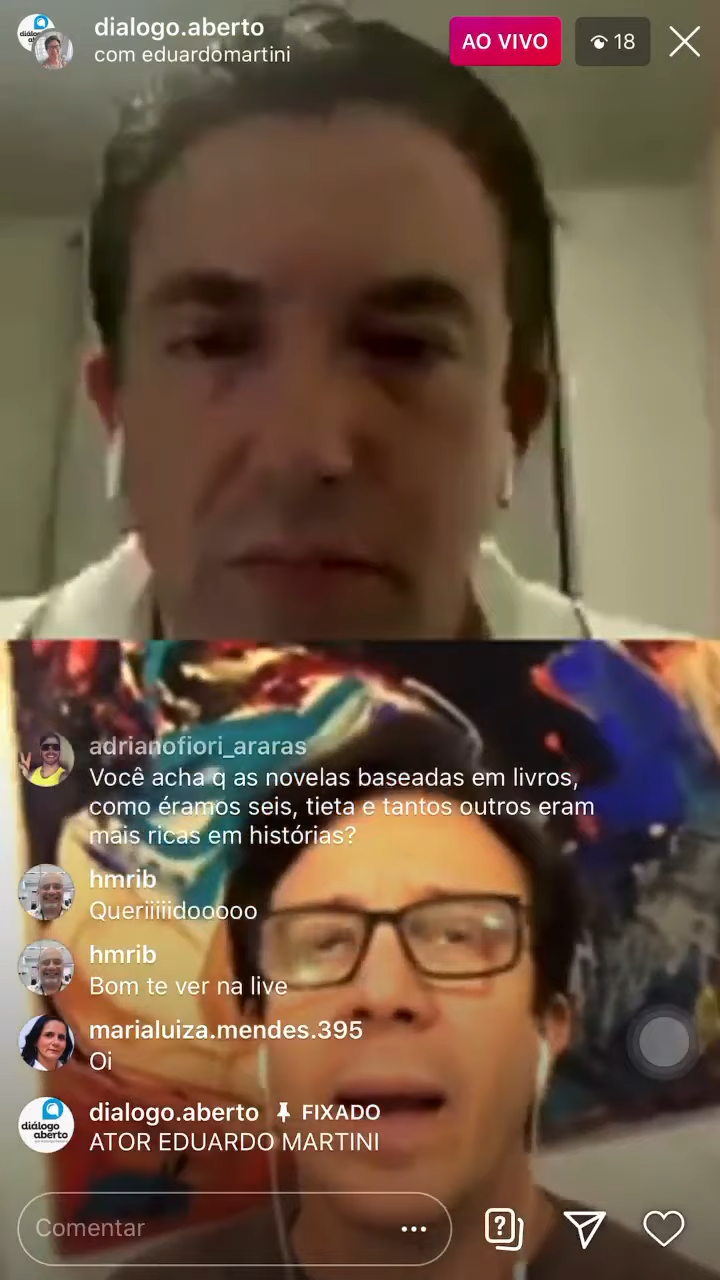 dialogo.aberto
com eduardomartini
AO VIVO
18
adrianofiori_araras
Você acha q as novelas baseadas em livros,
como éramos seis, tieta e tantos outros eram
mais ricas em histórias?
hmrib
Queriiiiidooooo
hmrib
Bom te ver na live
marialuiza.mendes.395
Oi
diálogo
aberto
dialogo.aberto FIXADO
ATOR EDUARDO MARTINI
Comentar